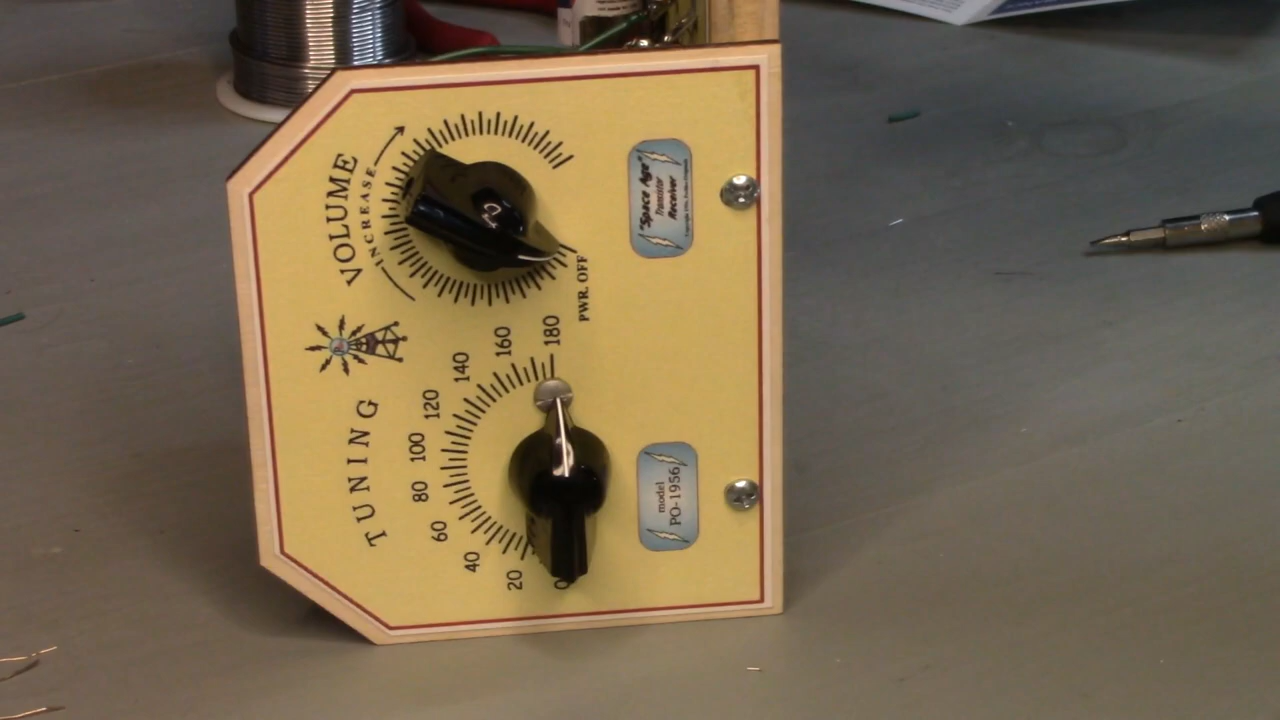 VOLUME
INCREASE
PWR. OFF
"Space Age"
Transistor
Receiver
TUNING
0
20
40
60
80
100
120
140
160
180
model
PO-1956